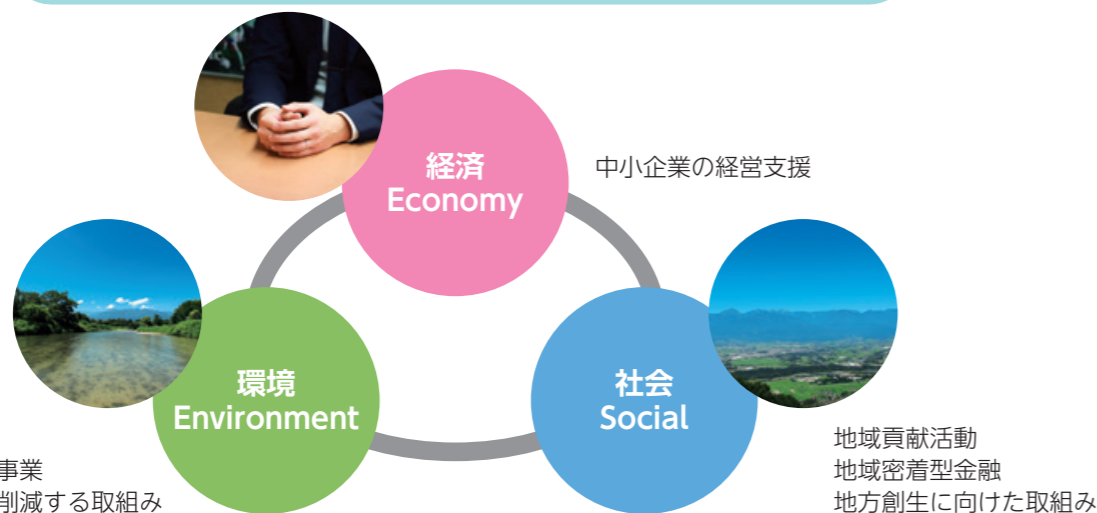 経済
Economy
中小企業の経営支援
環境
Environment
社会
Social
事業
削減する取組み
地域貢献活動
地域密着型金融
地方創生に向けた取組み